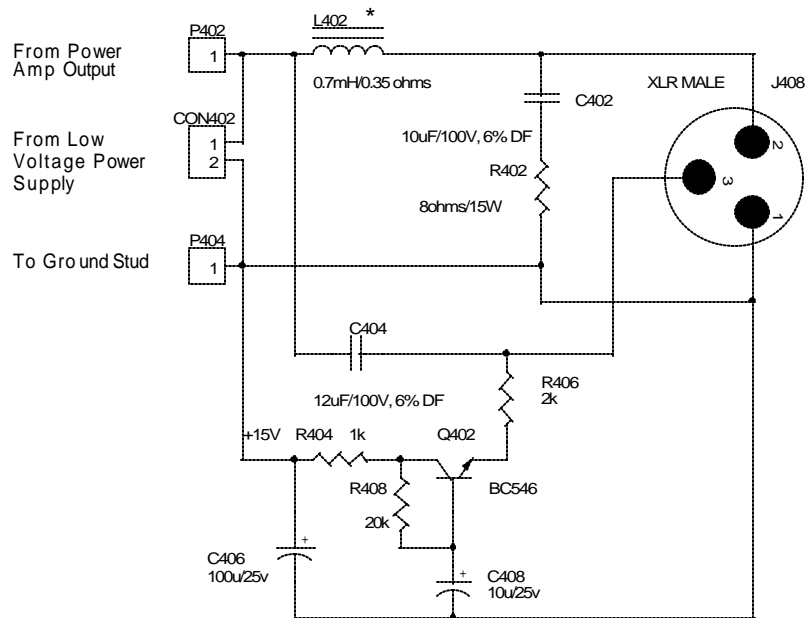 L402 *
P402
1
From Power
Amp Output
0.7mH/0.35 ohms
XLR MALE
J408
C402
CON402
1
2
From Low
Voltage Power
Supply
10uF/100V, 6% DF
R402
8ohms/15W
2
3
1
P404
1
To Ground Stud
C404
12uF/100V, 6% DF
R406
2k
+15V
R404 1k
Q402
R408
20k
BC546
+
C406
100u/25v
+
C408
10u/25v